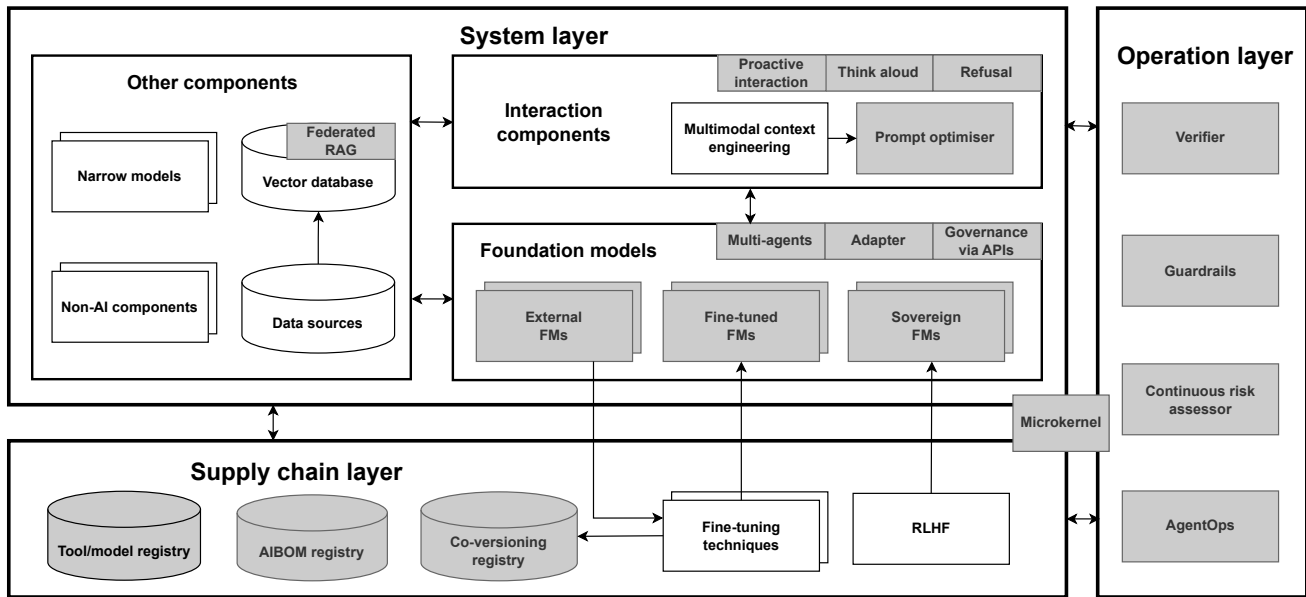 System layer
Other components
Narrow models
Federated
RAG
Vector database
Non-AI components
Data sources
Interaction
components
Proactive
interaction
Think aloud
Refusal
Multimodal context
engineering
Prompt optimiser
Foundation models
Multi-agents
Adapter
Governance
via APIs
External
FMs
Fine-tuned
FMs
Sovereign
FMs
Operation layer
Verifier
Guardrails
Continuous risk
assessor
AgentOps
Microkernel
Supply chain layer
Tool/model registry
AIBOM registry
Co-versioning
registry
Fine-tuning
techniques
RLHF